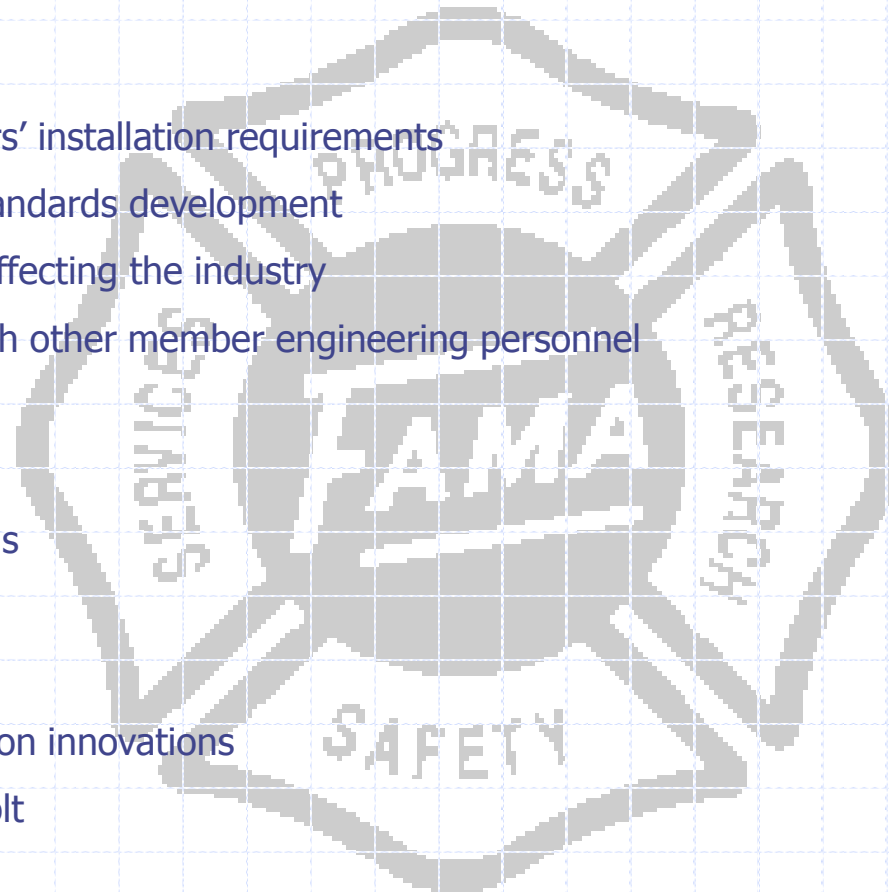 rs’ installation requirements
andards development
ffecting the industry
h other member engineering personnel
s
on innovations
olt
PROGRESS
SERVICES
RESEARCH
FAMA
SAFETY